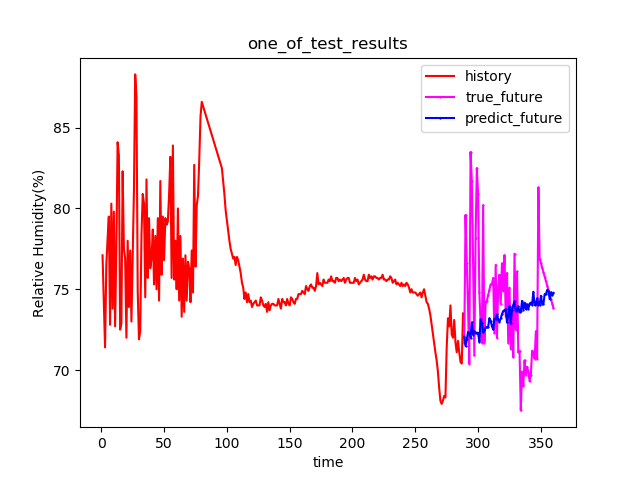 one_of_test_results
history
true_future
predict_future
85
80
75
70
Relative Humidity(%)
0 50 100 150 200 250 300 350
time